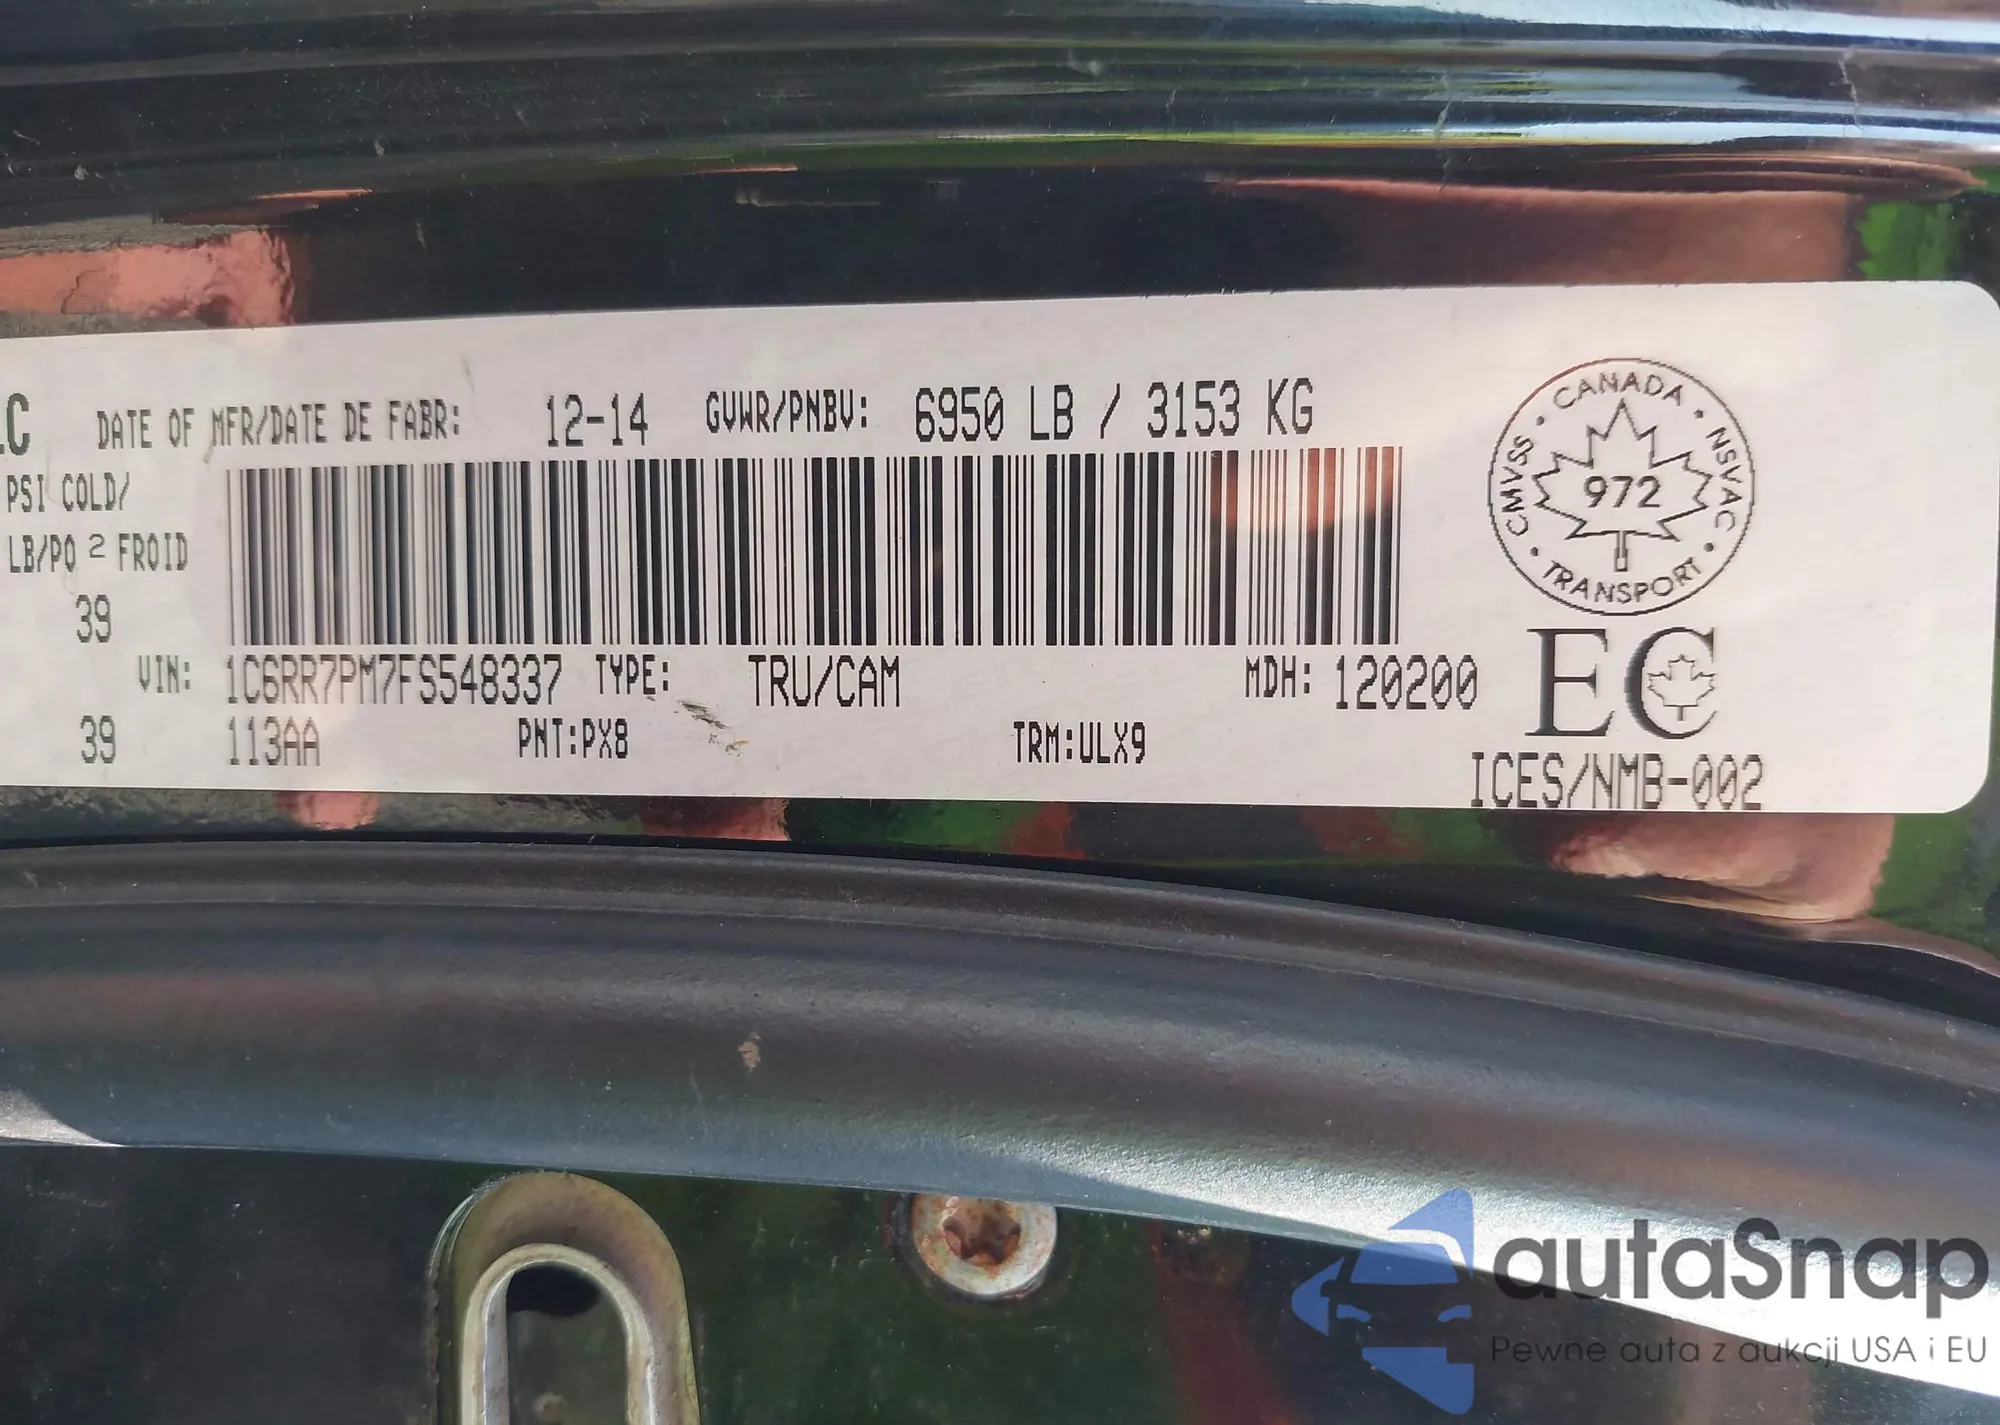 LC DATE OF MFR/DATE DE FABR: 12-14 GVWR/PNBV: 6950 LB / 3153 KG
PSI COLD/
LB/PO 2 FROID
39
VIN: 1C6RR7PM7FS548337 TYPE: TRU/CAM MDH: 120200
39 113AA PNT:PX8 TRM:ULX9
CANADA
CMVSS
972
NSVAC
TRANSPORT
EC
ICES/NMB-002
autaSnap
Pewne auta z aukcji USA i EU